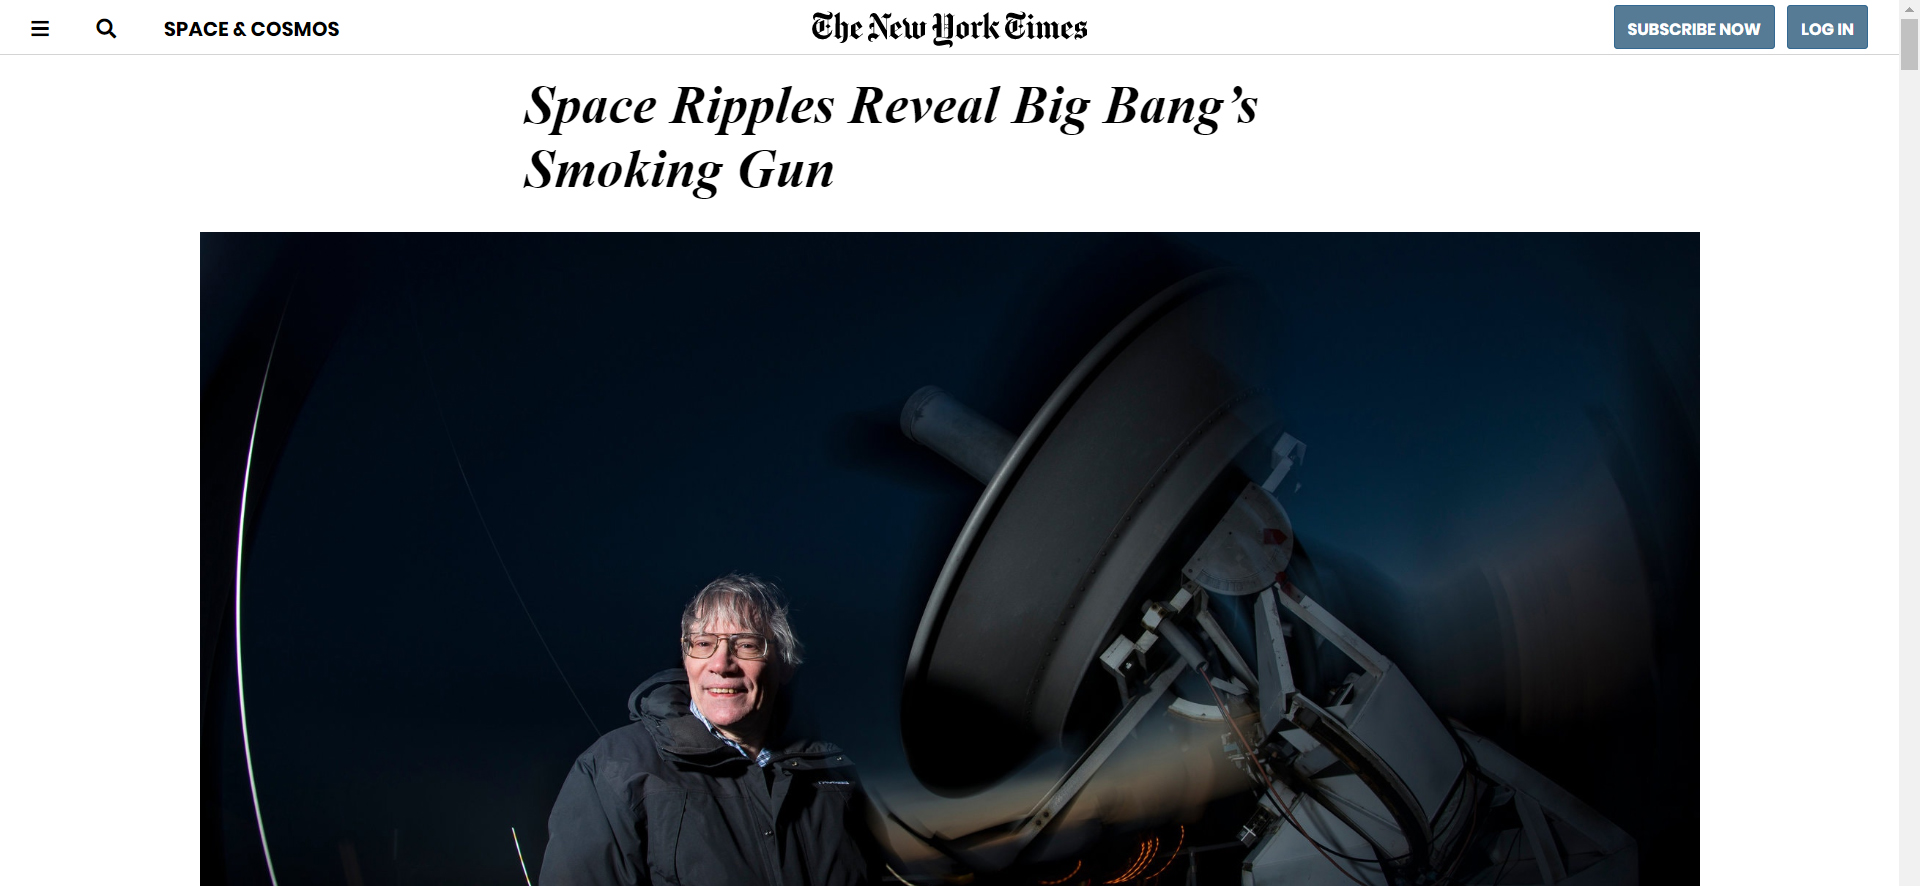 SPACE & COSMOS
The New York Times
SUBSCRIBE NOW
LOG IN
Space Ripples Reveal Big Bang’s
Smoking Gun